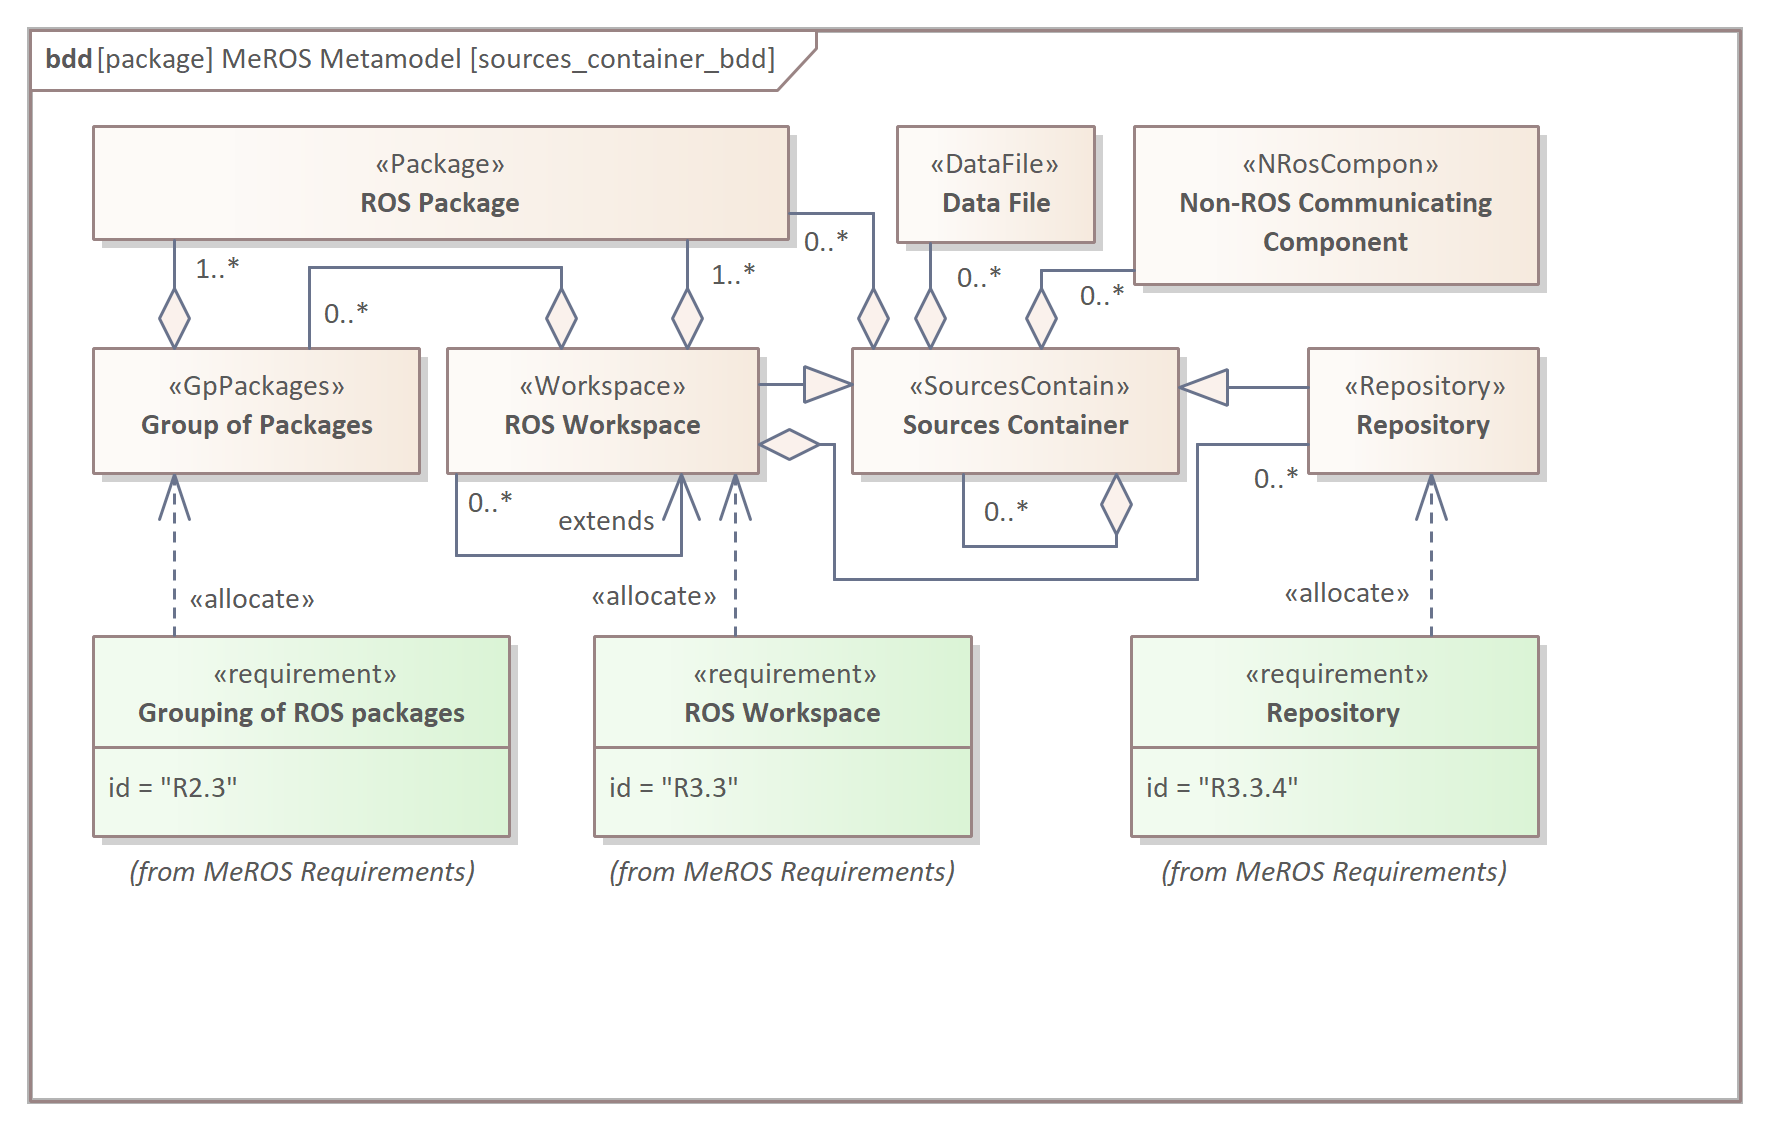 bdd [package] MeROS Metamodel [sources_container_bdd]
«Package»
ROS Package
«DataFile»
Data File
«NRosCompon»
Non-ROS Communicating
Component
1..*
0..*
1..*
0..*
0..*
0..*
«GpPackages»
Group of Packages
«Workspace»
ROS Workspace
«SourcesContain»
Sources Container
«Repository»
Repository
0..*
extends
0..*
0..*
«allocate»
«allocate»
«allocate»
«requirement»
Grouping of ROS packages
id = "R2.3"
(from MeROS Requirements)
«requirement»
ROS Workspace
id = "R3.3"
(from MeROS Requirements)
«requirement»
Repository
id = "R3.3.4"
(from MeROS Requirements)